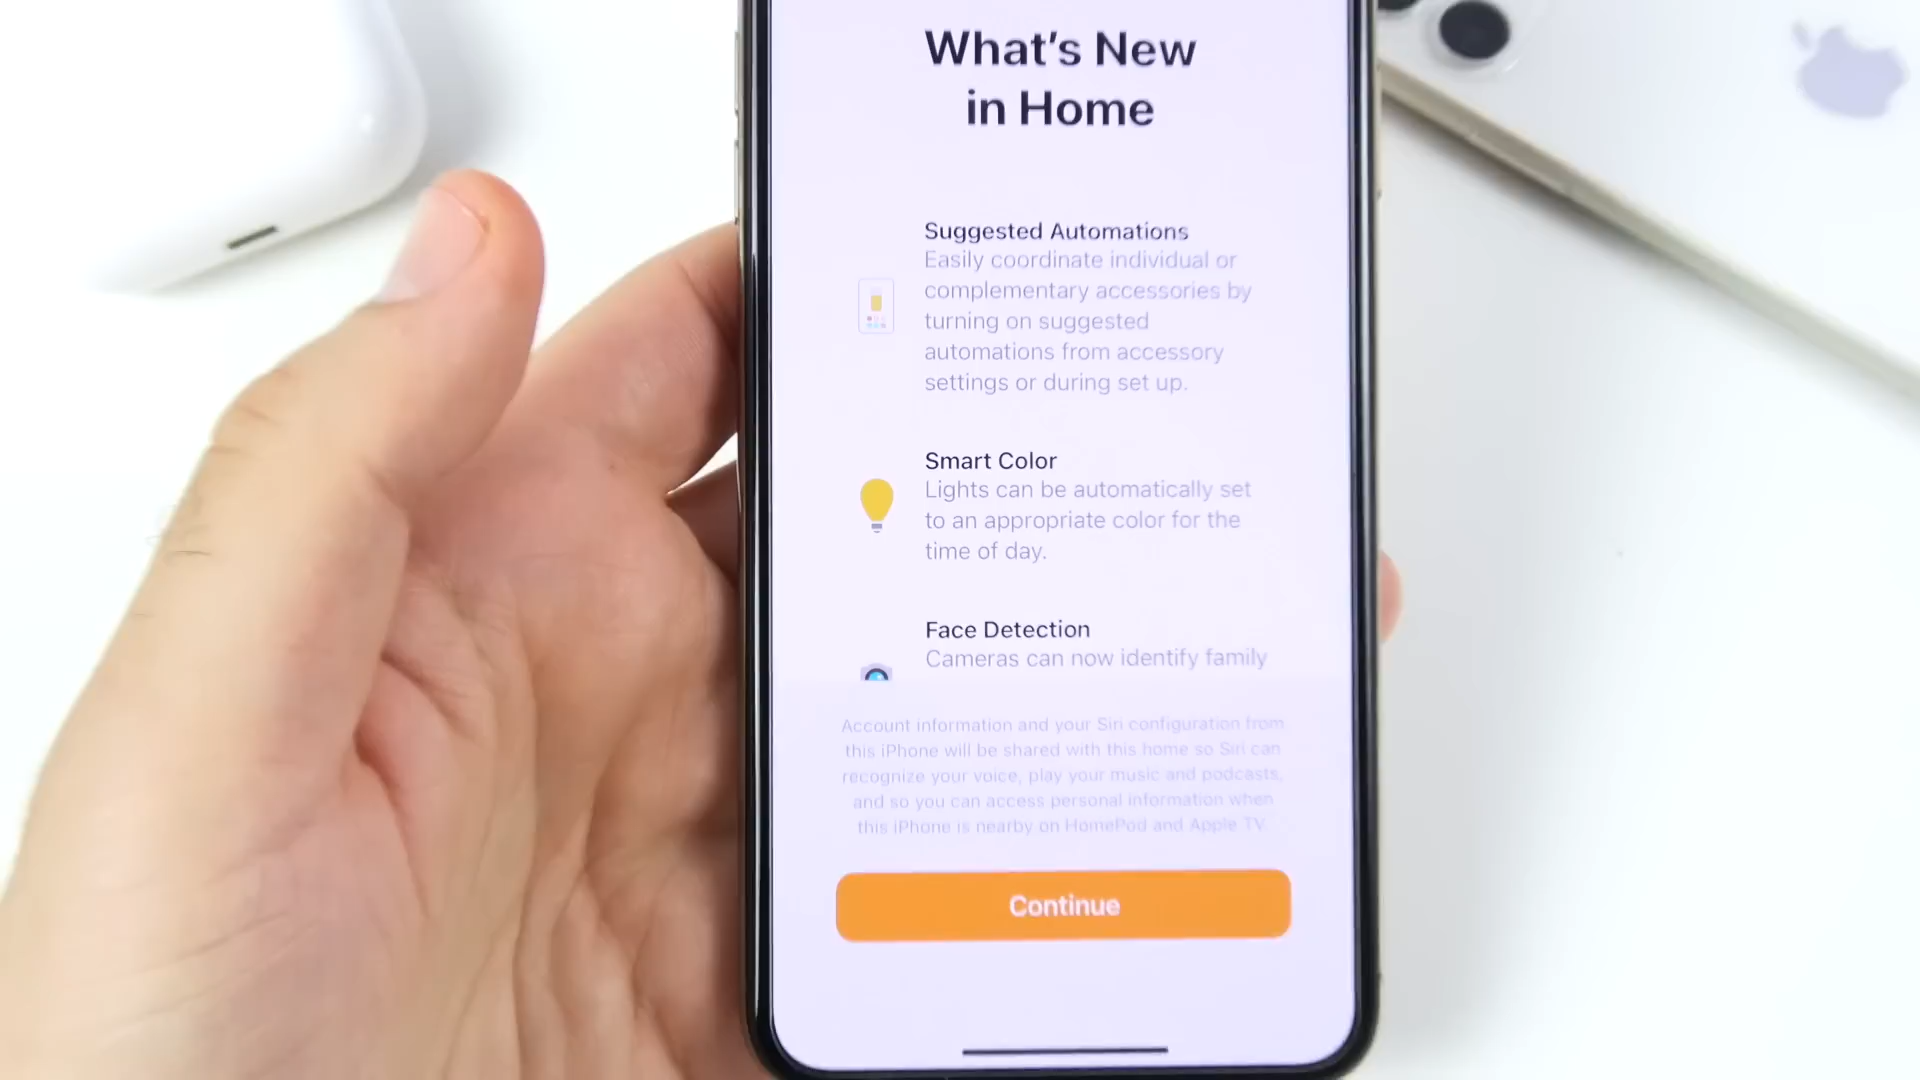 What's New
in Home
Suggested Automations
Easily coordinate individual or
complementary accessories by
turning on suggested
automations from accessory
settings or during set up.
Smart Color
Lights can be automatically set
to an appropriate color for the
time of day.
Face Detection
Cameras can now identify family
Account information and your Siri configuration from
this iPhone will be shared with this home so Siri can
recognize your voice, play your music and podcasts,
and so you can access personal information when
this iPhone is nearby on HomePod and Apple TV.
Continue